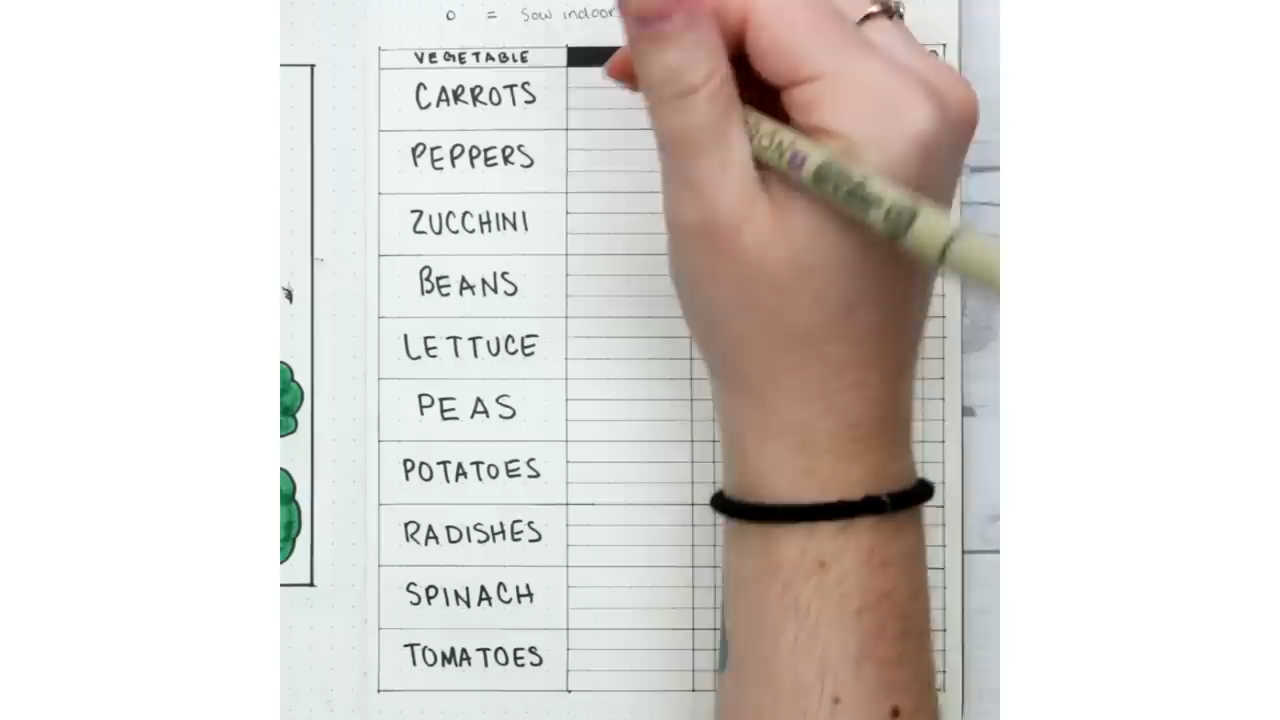 o = Sow indoor
VEGETABLE
CARROTS
PEPPERS
ZUCCHINI
BEANS
LETTUCE
PEAS
POTATOES
RADISHES
SPINACH
TOMATOES